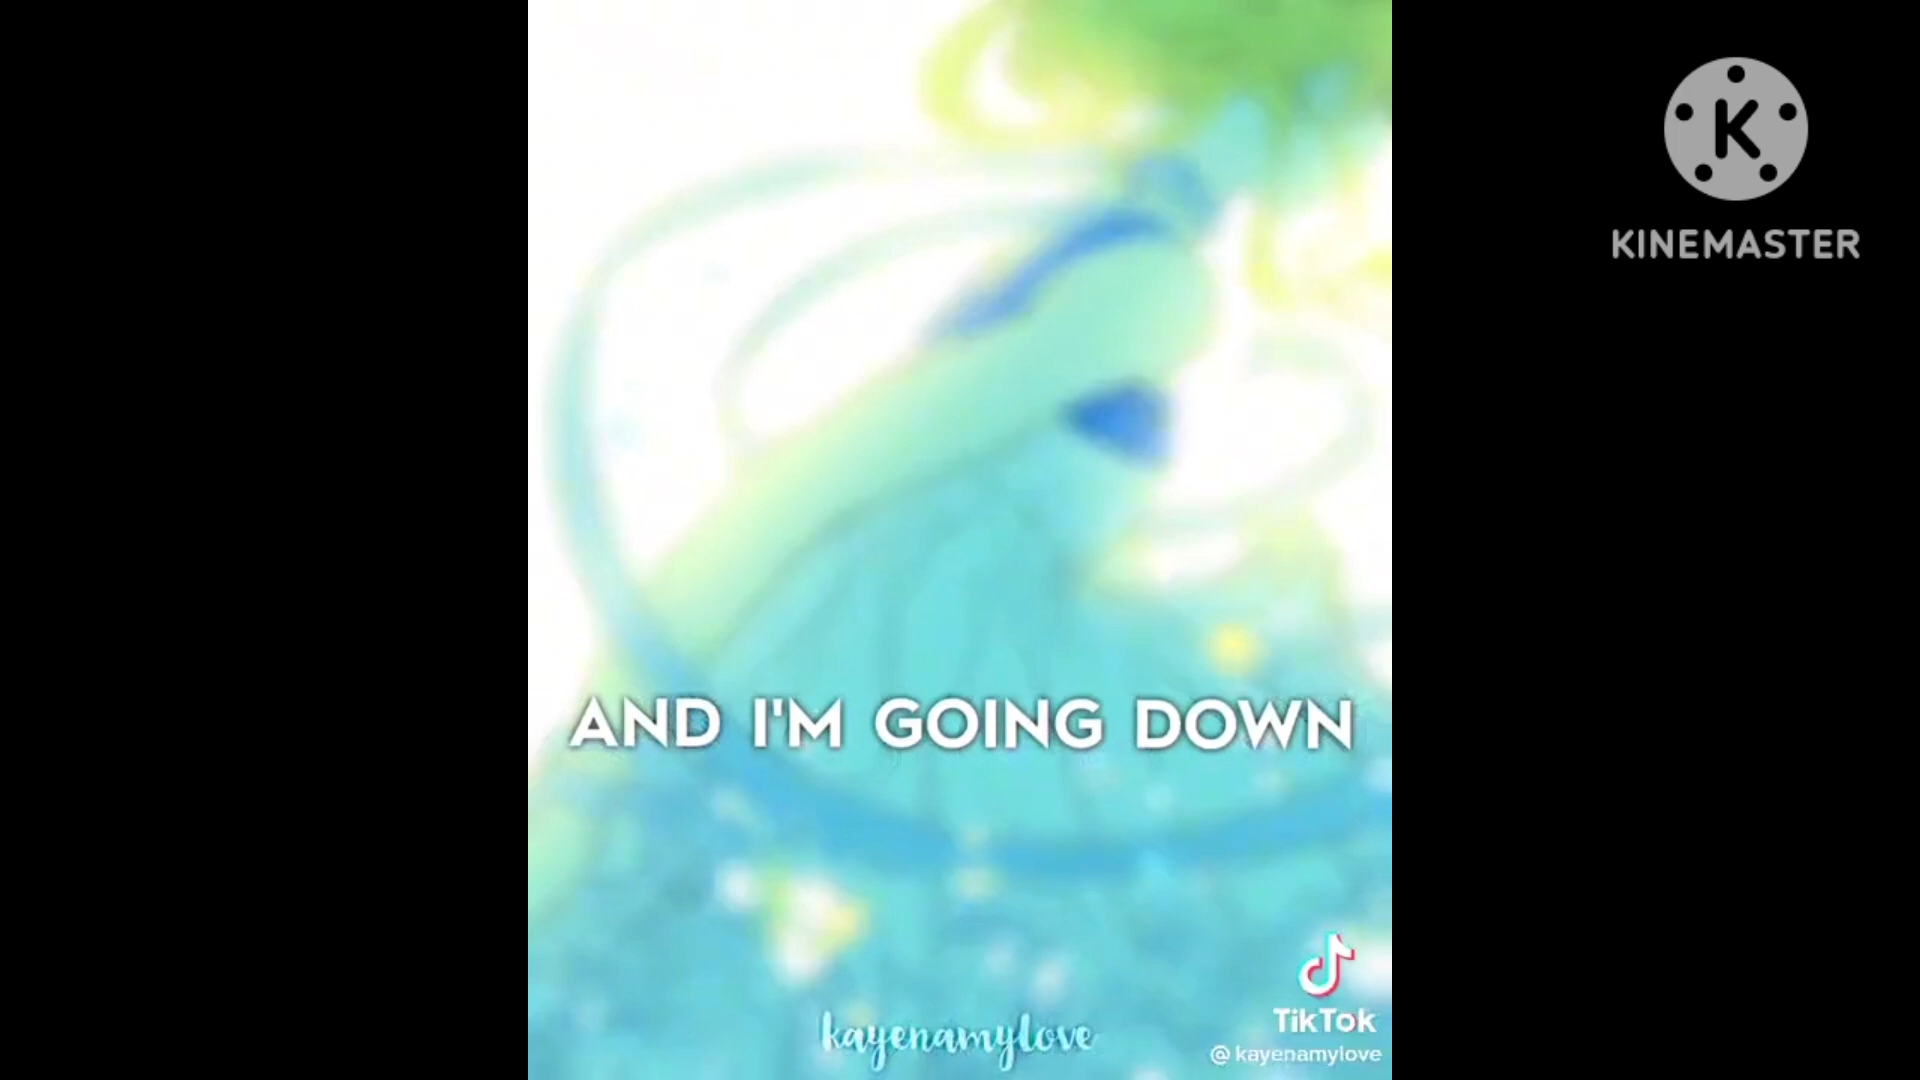 K
KINEMASTER
AND I'M GOING DOWN
kayenamylove
TikTok
@kayenamylove